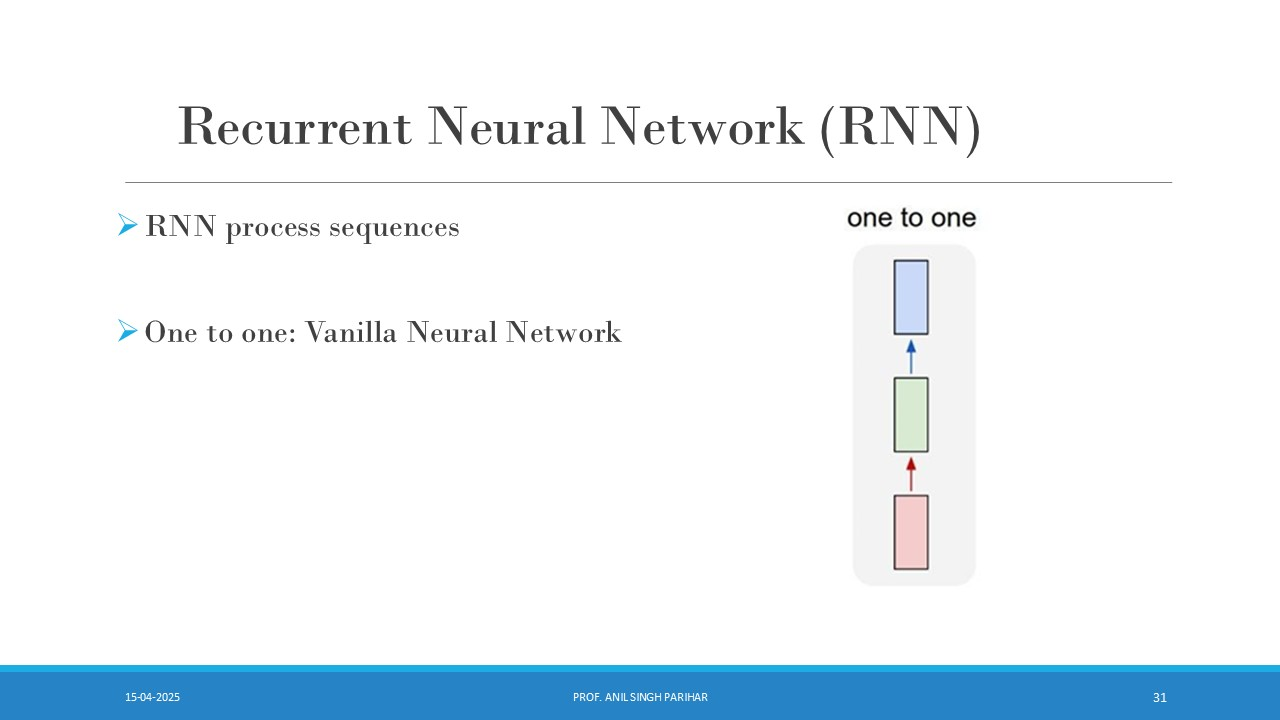 Recurrent Neural Network (RNN)
RNN process sequences
One to one: Vanilla Neural Network
one to one
15-04-2025
PROF. ANIL SINGH PARIHAR
31